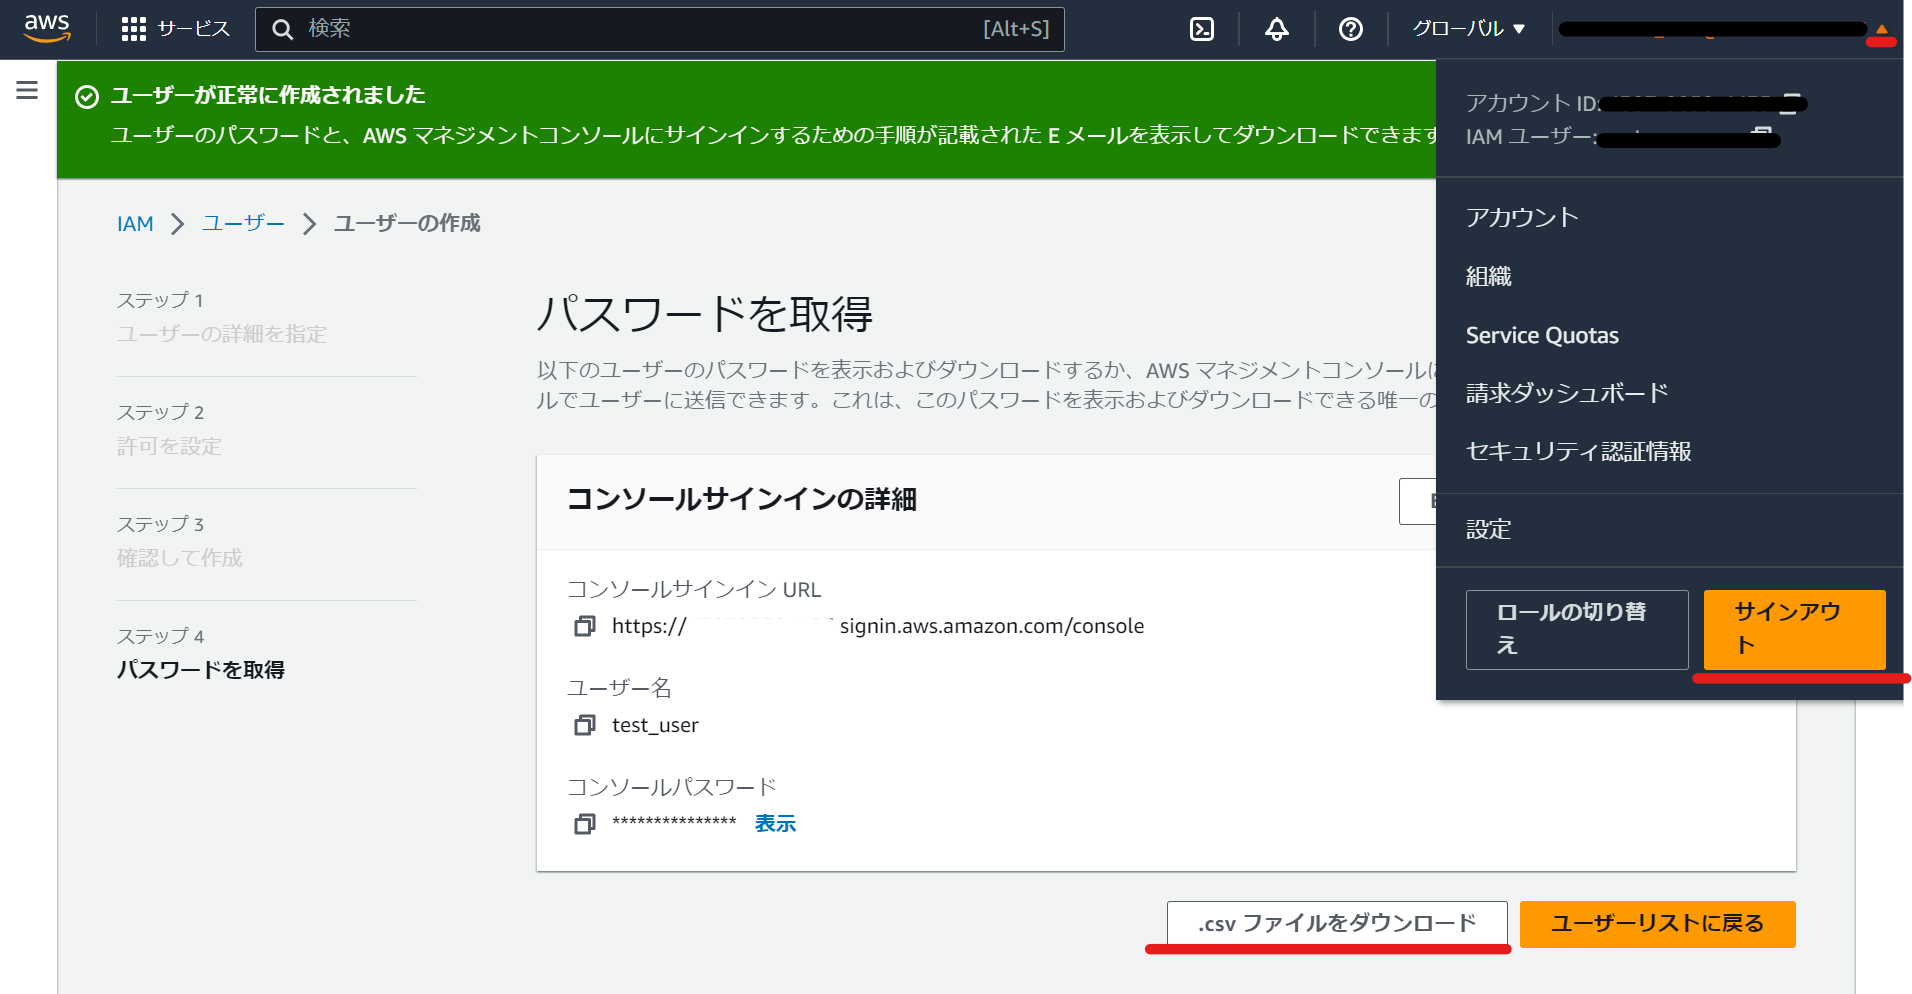 aws
サービス
検索
[Alt+S]
グローバル
ユーザーが正常に作成されました
ユーザーのパスワードと、AWS マネジメントコンソールにサインインするための手順が記載された E メールを表示してダウンロードできます
アカウント ID:
IAM ユーザー:
アカウント
組織
Service Quotas
請求ダッシュボード
セキュリティ認証情報
設定
ロールの切り替
え
サインアウ
ト
IAM
ユーザー
ユーザーの作成
ステップ 1
ユーザーの詳細を指定
ステップ 2
許可を設定
ステップ 3
確認して作成
ステップ 4
パスワードを取得
パスワードを取得
以下のユーザーのパスワードを表示およびダウンロードするか、AWS マネジメントコンソールに
ルでユーザーに送信できます。これは、このパスワードを表示およびダウンロードできる唯一の
コンソールサインインの詳細
コンソールサインイン URL
https:// signin.aws.amazon.com/console
ユーザー名
test_user
コンソールパスワード
*************** 表示
.csv ファイルをダウンロード
ユーザーリストに戻る